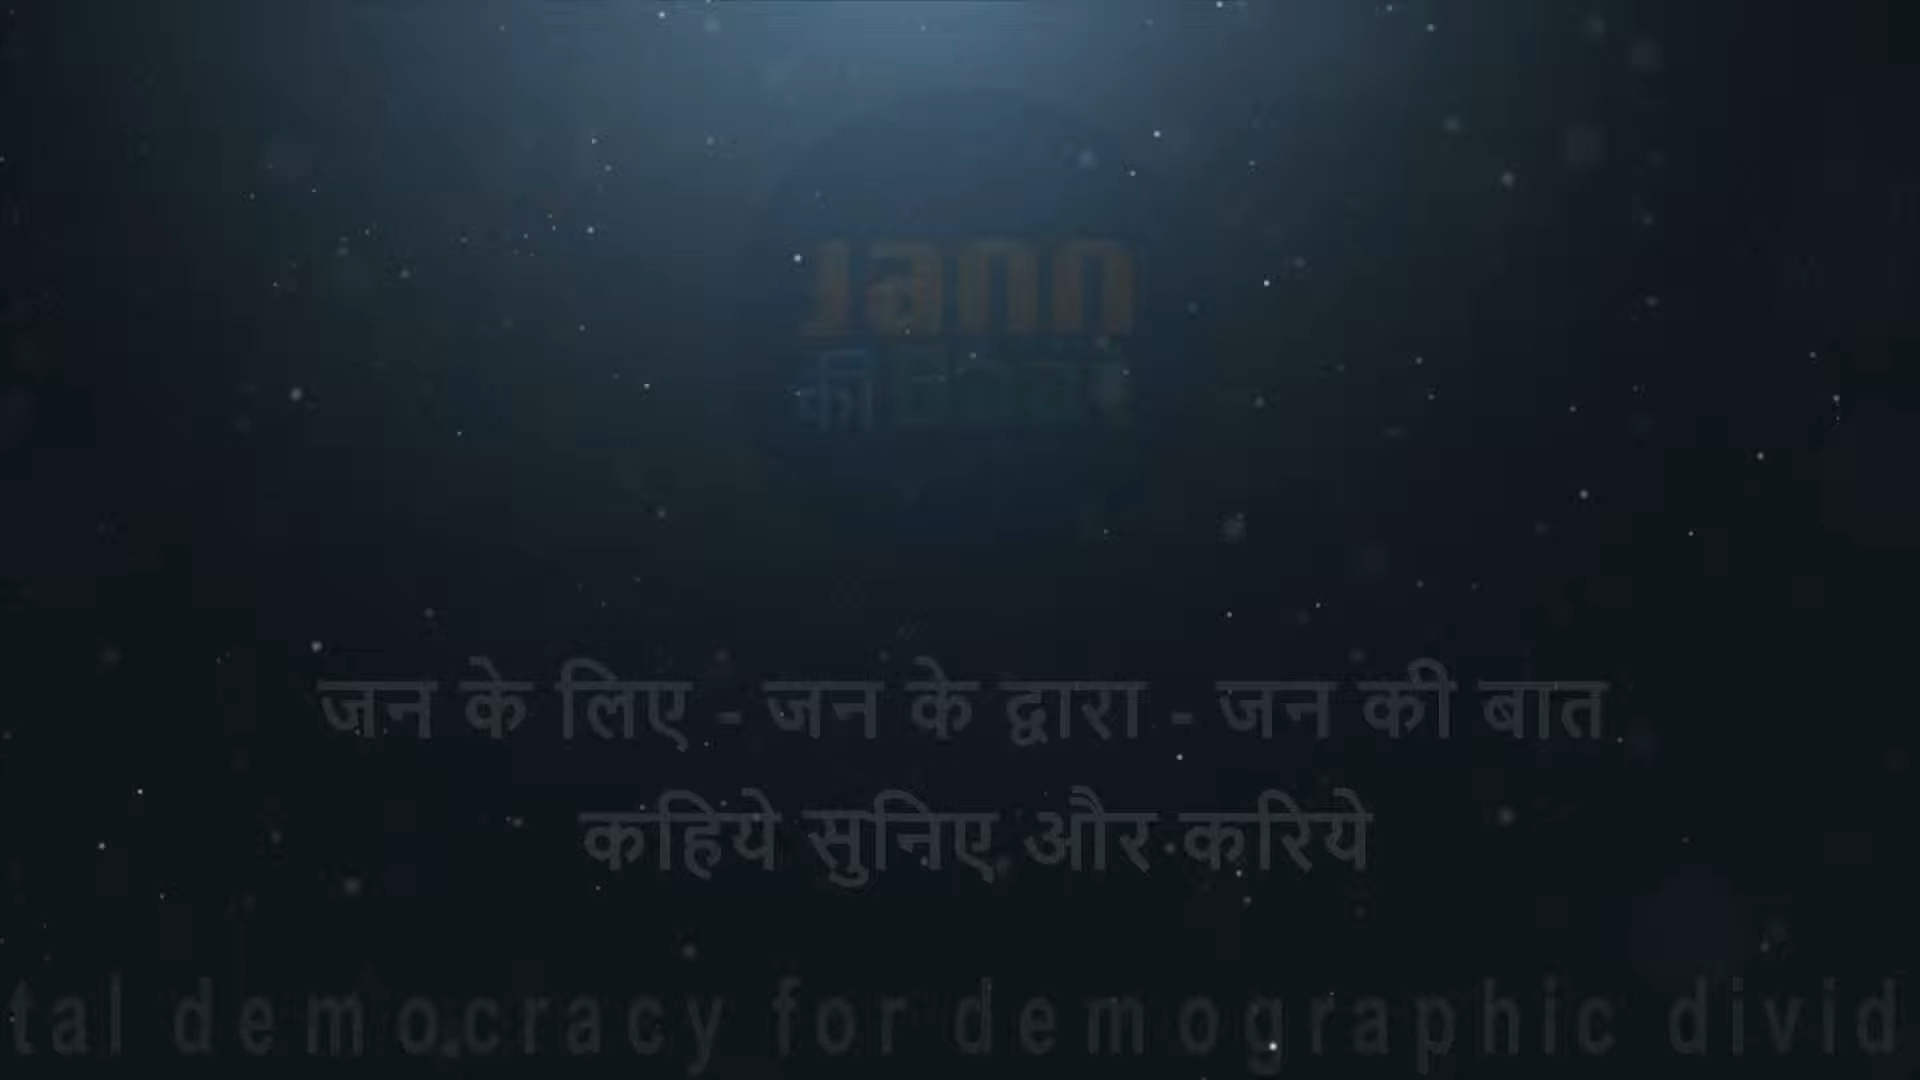 Jann
की
जन के लिए - जन के द्वारा - जन की बात
कहिये सुनिए और करिये
tal democracy for demographic divid